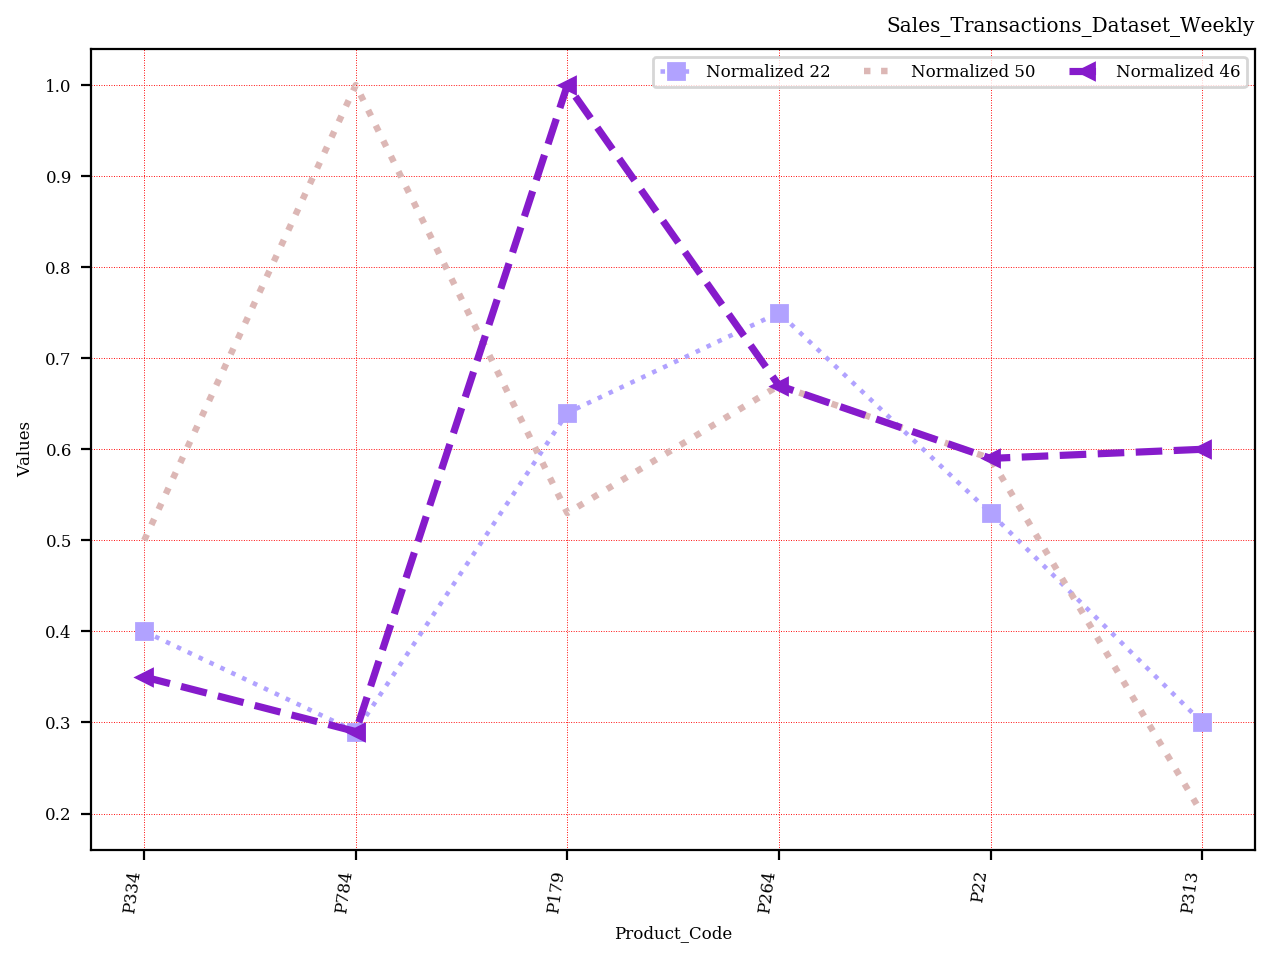 Sales_Transactions_Dataset_Weekly
Normalized 22 Normalized 50 Normalized 46
1.0
0.9
0.8
0.7
0.6
0.5
0.4
0.3
0.2
Values
P334 P784 P179 P264 P22 P313
Product_Code